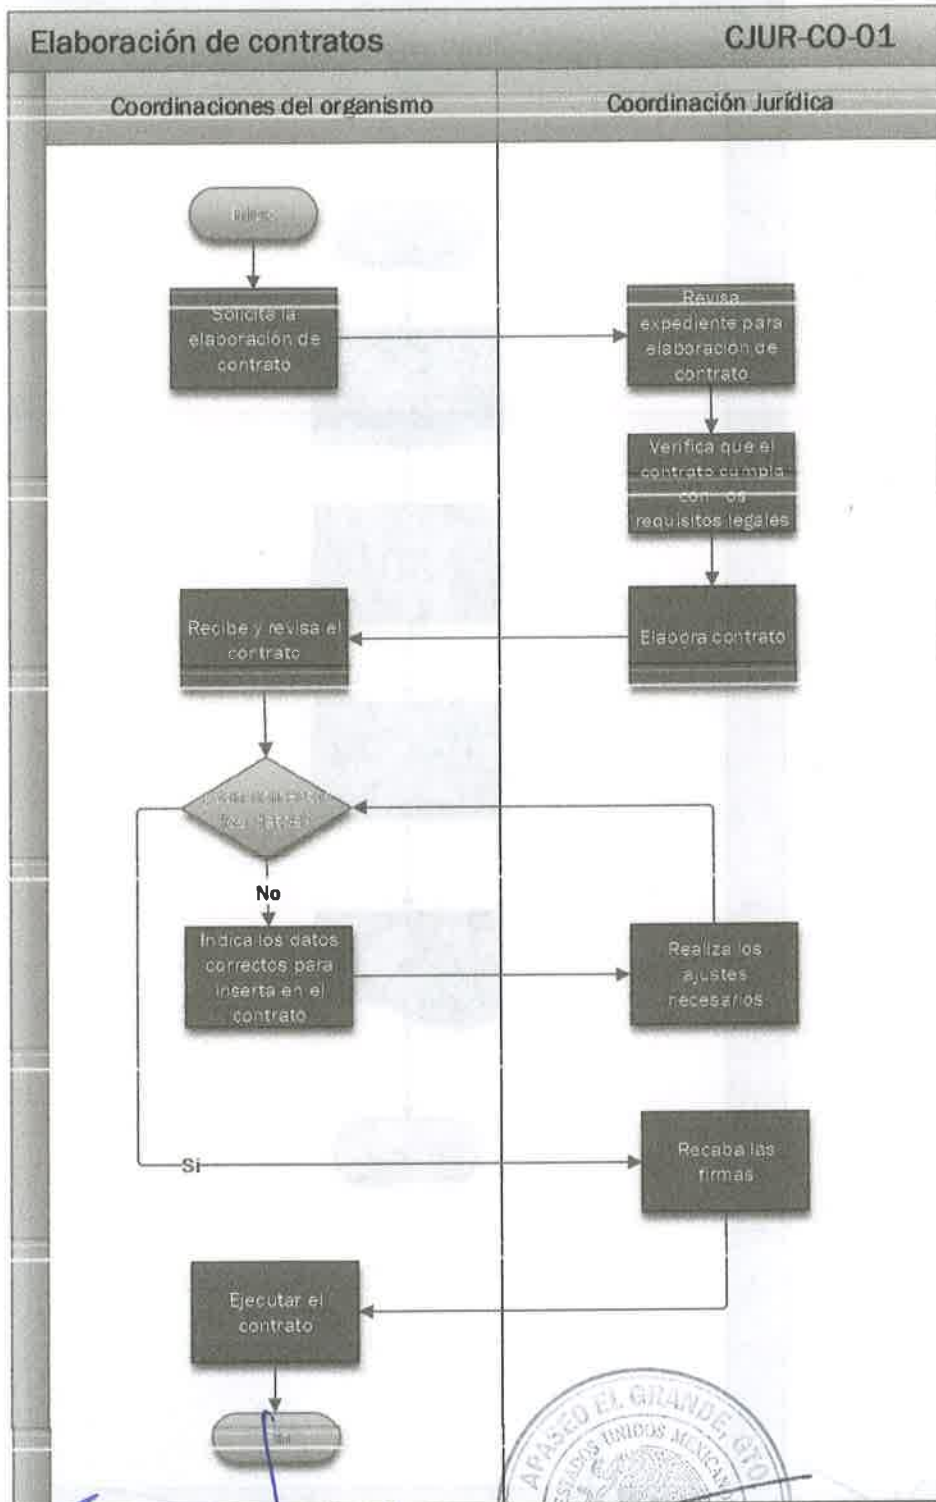 Elaboración de contratos
CJUR-CO-01
Coordinaciones del organismo
Coordinación Jurídica
Inicio
Solicita la
elaboración de
contrato
Revisa
expediente para
elaboración de
contrato
Verifica que el
contrato cumpla
con los
requisitos legales
Elabora contrato
Recibe y revisa el
contrato
No
Indica los datos
correctos para
inserta en el
contrato
Realiza los
ajustes
necesarios
Si
Recaba las
firmas
Ejecutar el
contrato
APASEO EL GRANDE, GTO
ESTADOS UNIDOS MEXICANO